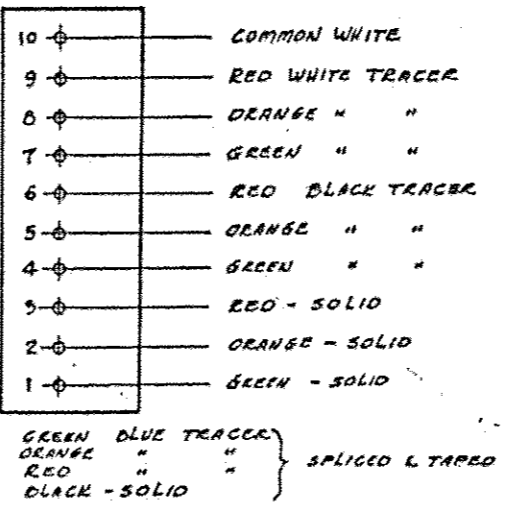 10 COMMON WHITE
9 RED WHITE TRACER
8 ORANGE " "
7 GREEN " "
6 RED BLACK TRACER
5 ORANGE " "
4 GREEN " "
3 RED - SOLID
2 ORANGE - SOLID
1 GREEN - SOLID
GREEN BLUE TRACER
ORANGE " "
RED " "
BLACK - SOLID
SPLICED & TAPED